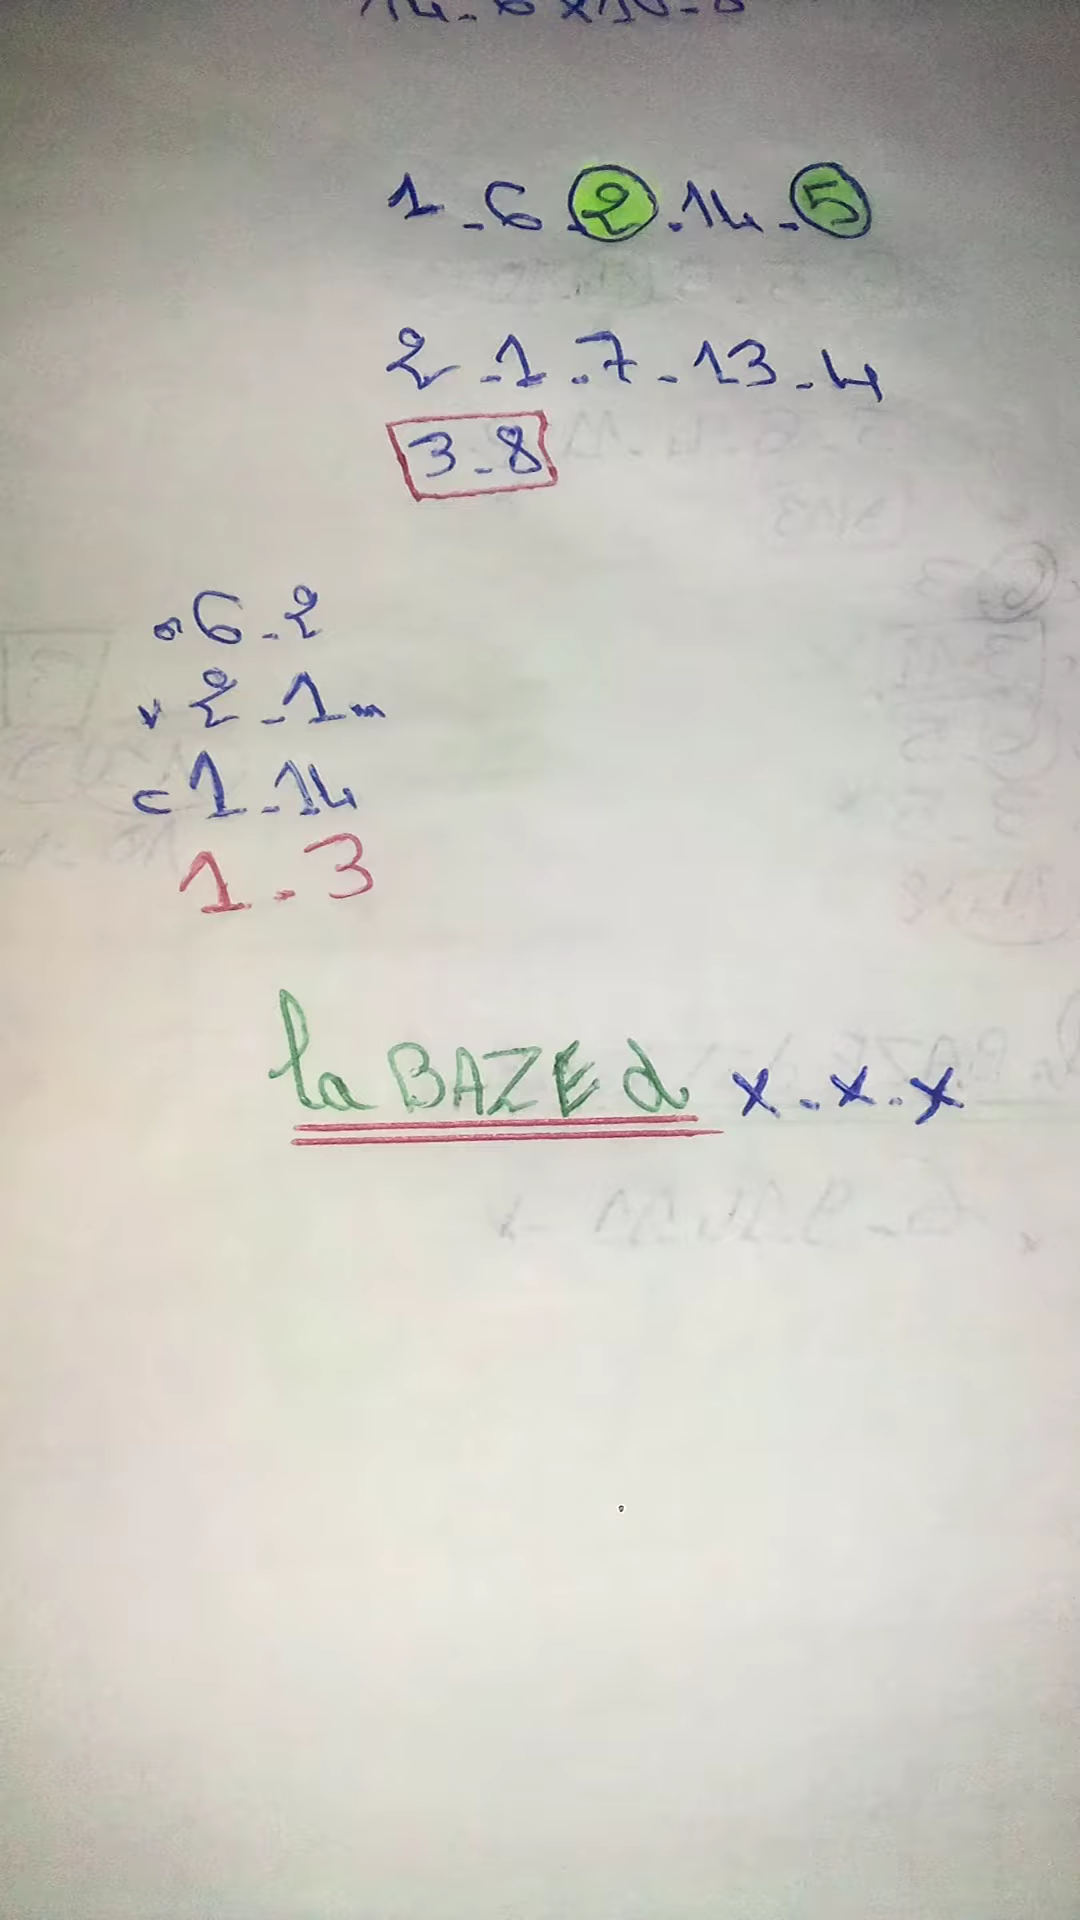 1-6.2.14-5
2-1.7-13-4
3-8
6-2
x 2-1m
c 1-14
1-3
la BAZE d x.x.x